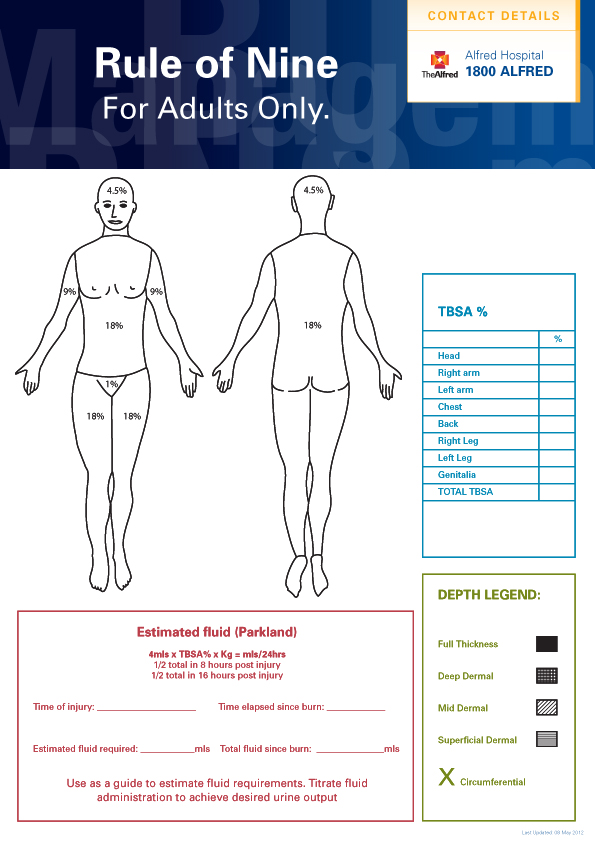 CONTACT DETAILS
Rule of Nine
For Adults Only.
TheAlfred
Alfred Hospital
1800 ALFRED
4.5%
4.5%
9%
9%
18%
18%
1%
18%
18%
TBSA %
%
Head
Right arm
Left arm
Chest
Back
Right Leg
Left Leg
Genitalia
TOTAL TBSA
Estimated fluid (Parkland)
4mls x TBSA% x Kg = mls/24hrs
1/2 total in 8 hours post injury
1/2 total in 16 hours post injury
Time of injury: ____________________ Time elapsed since burn: ____________
Estimated fluid required: ___________mls Total fluid since burn: ______________mls
Use as a guide to estimate fluid requirements. Titrate fluid
administration to achieve desired urine output
DEPTH LEGEND:
Full Thickness
Deep Dermal
Mid Dermal
Superficial Dermal
X Circumferential
Last Updated: 08 May 2012